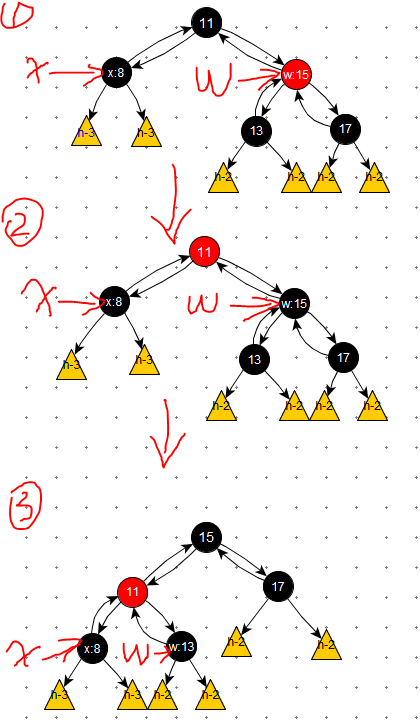 ①
11
x x:8 w w:15
13 17
h-3 h-3
h-2 h-2 h-2 h-2
②
11
x x:8 w w:15
13 17
h-3 h-3
h-2 h-2 h-2 h-2
③
15
11 17
x x:8 w w:13
h-2 h-2
h-3 h-3 h-2 h-2